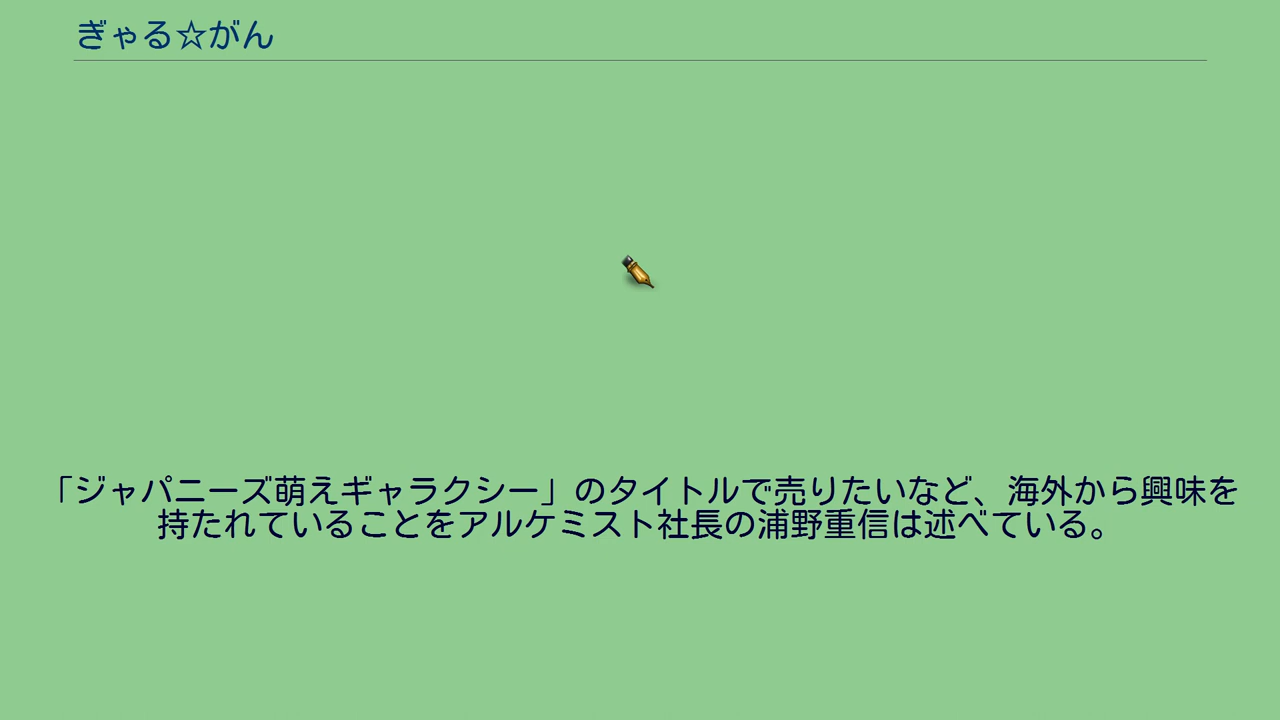 ぎゃる☆がん
「ジャパニーズ萌えギャラクシー」のタイトルで売りたいなど、海外から興味を
持たれていることをアルケミスト社長の浦野重信は述べている。